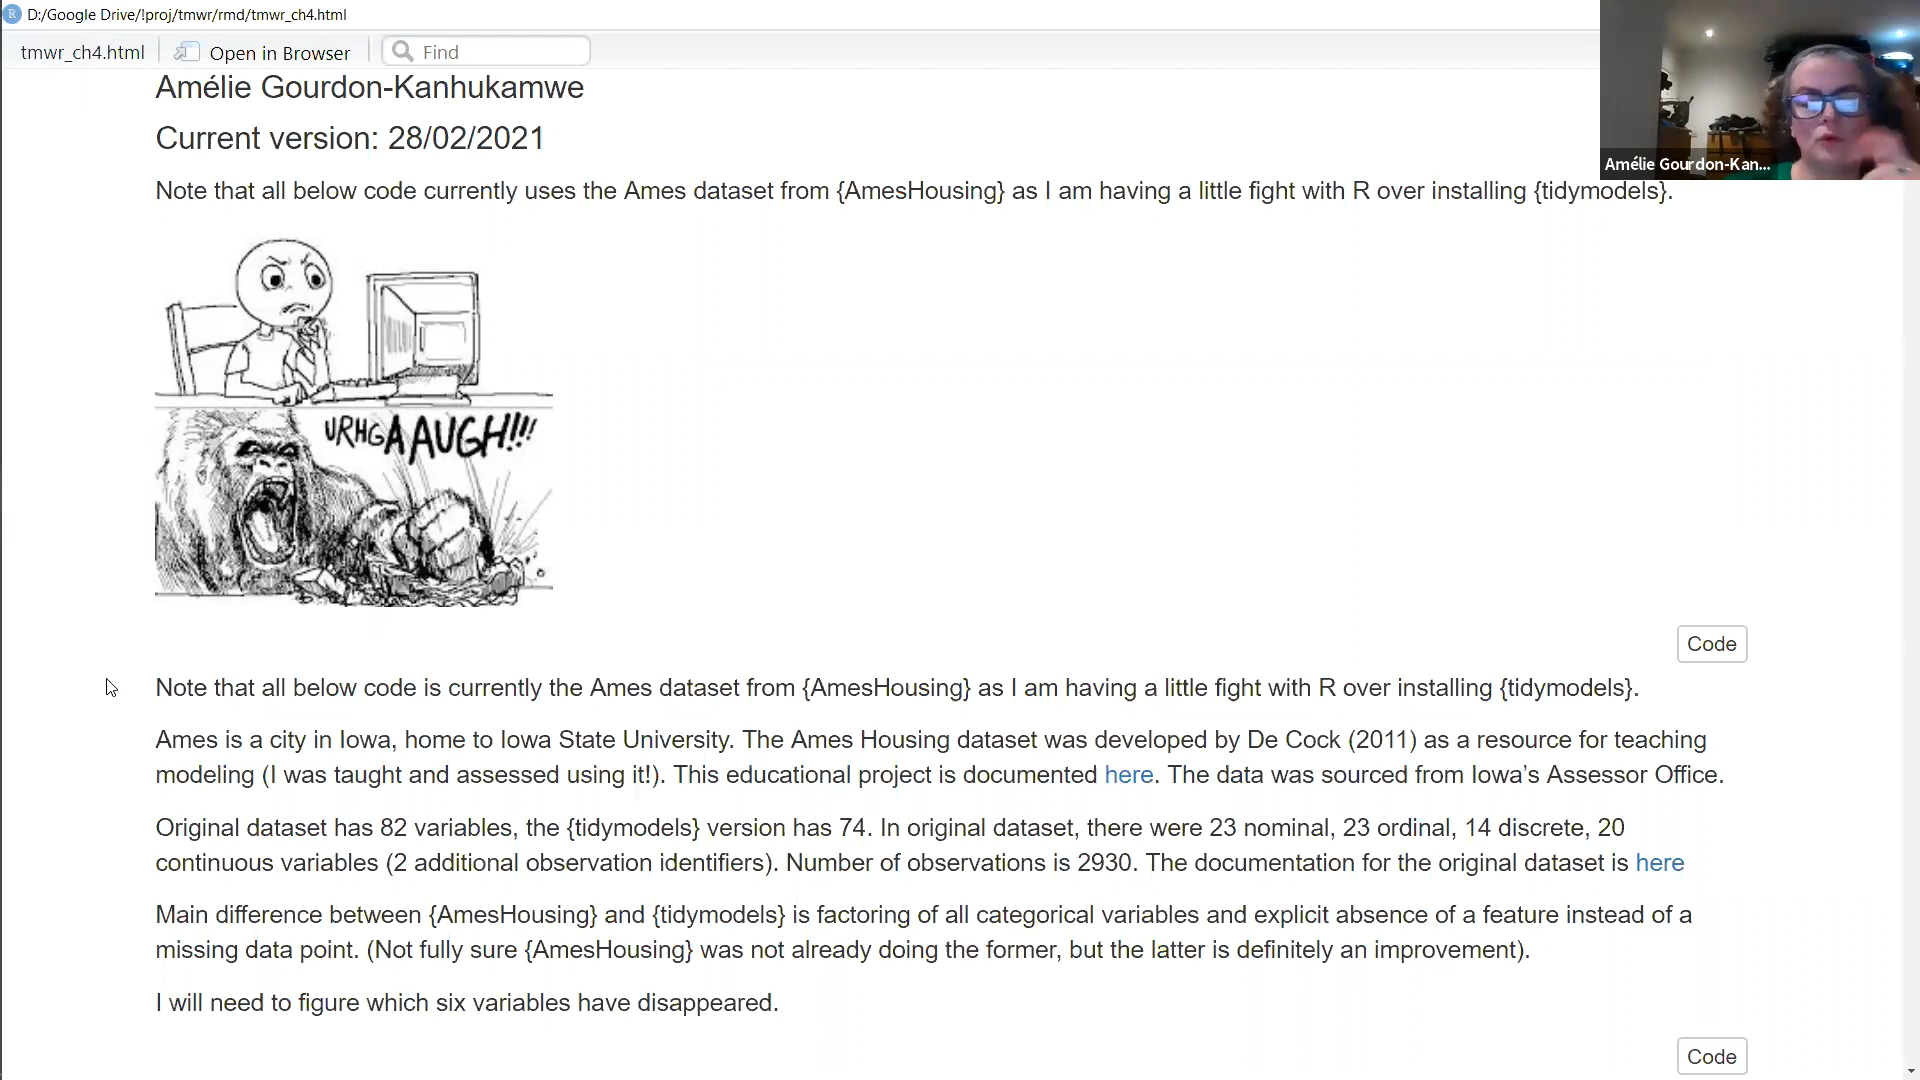 D:/Google Drive/!proj/tmwr/rmd/tmwr_ch4.html
tmwr_ch4.html
Open in Browser
Find
Amélie Gourdon-Kan...
Amélie Gourdon-Kanhukamwe
Current version: 28/02/2021
Note that all below code currently uses the Ames dataset from {AmesHousing} as I am having a little fight with R over installing {tidymodels}.
URHGAAUGH!!!
Code
Note that all below code is currently the Ames dataset from {AmesHousing} as I am having a little fight with R over installing {tidymodels}.
Ames is a city in Iowa, home to Iowa State University. The Ames Housing dataset was developed by De Cock (2011) as a resource for teaching
modeling (I was taught and assessed using it!). This educational project is documented here. The data was sourced from Iowa's Assessor Office.
Original dataset has 82 variables, the {tidymodels} version has 74. In original dataset, there were 23 nominal, 23 ordinal, 14 discrete, 20
continuous variables (2 additional observation identifiers). Number of observations is 2930. The documentation for the original dataset is here
Main difference between {AmesHousing} and {tidymodels} is factoring of all categorical variables and explicit absence of a feature instead of a
missing data point. (Not fully sure {AmesHousing} was not already doing the former, but the latter is definitely an improvement).
I will need to figure which six variables have disappeared.
Code